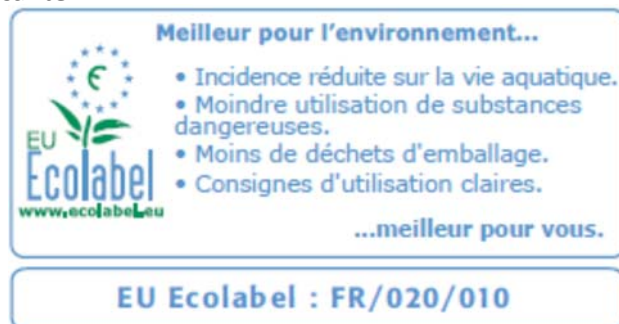 Meilleur pour l'environnement...
• Incidence réduite sur la vie aquatique.
• Moindre utilisation de substances
dangereuses.
• Moins de déchets d'emballage.
• Consignes d'utilisation claires.
...meilleur pour vous.
EU
Ecolabel
www.ecolabel.eu
EU Ecolabel : FR/020/010